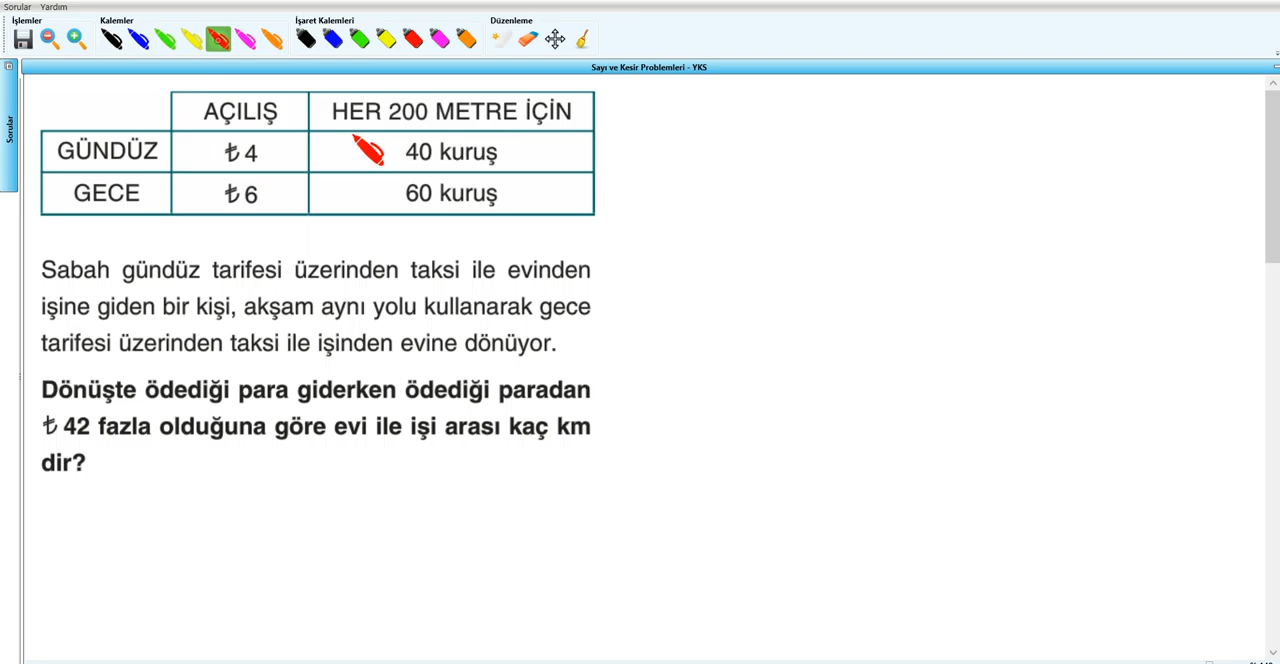 Sorular Yardım
İşlemler Kalemler İşaret Kalemleri Düzenleme
Sayı ve Kesir Problemleri - YKS
Sorular
AÇILIŞ HER 200 METRE İÇİN
GÜNDÜZ ₺4 40 kuruş
GECE ₺6 60 kuruş
Sabah gündüz tarifesi üzerinden taksi ile evinden
işine giden bir kişi, akşam aynı yolu kullanarak gece
tarifesi üzerinden taksi ile işinden evine dönüyor.
Dönüşte ödediği para giderken ödediği paradan
₺ 42 fazla olduğuna göre evi ile işi arası kaç km
dir?